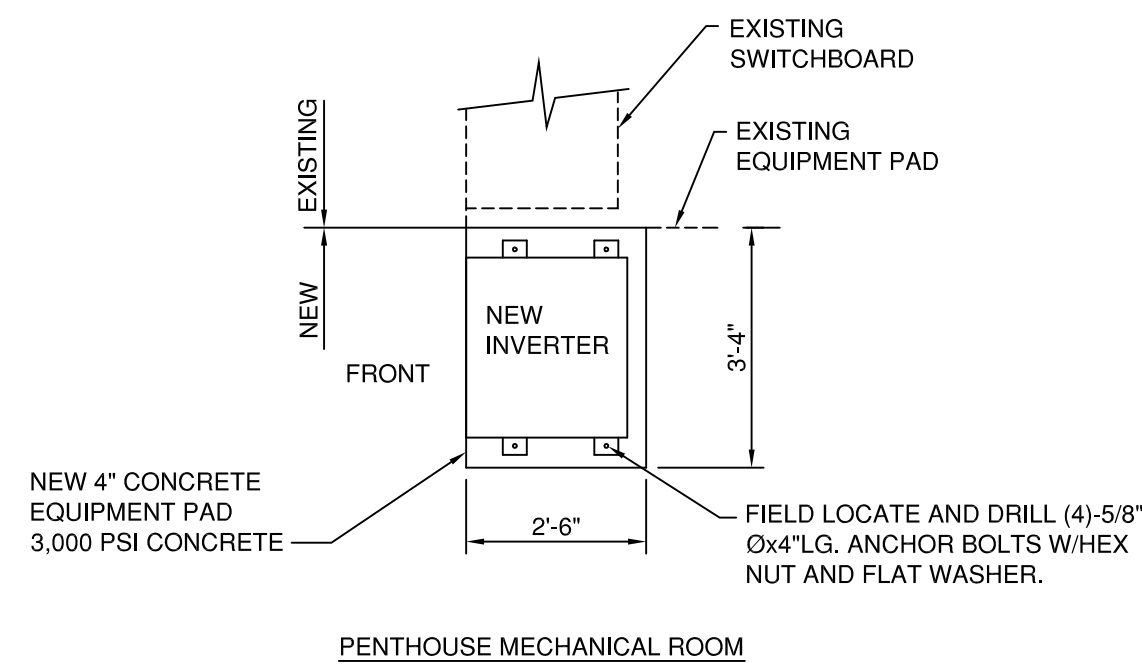 EXISTING
SWITCHBOARD
EXISTING
EQUIPMENT PAD
EXISTING
NEW
NEW
INVERTER
FRONT
3'-4"
NEW 4" CONCRETE
EQUIPMENT PAD
3,000 PSI CONCRETE
2'-6"
FIELD LOCATE AND DRILL (4)-5/8"
Øx4"LG. ANCHOR BOLTS W/HEX
NUT AND FLAT WASHER.
PENTHOUSE MECHANICAL ROOM